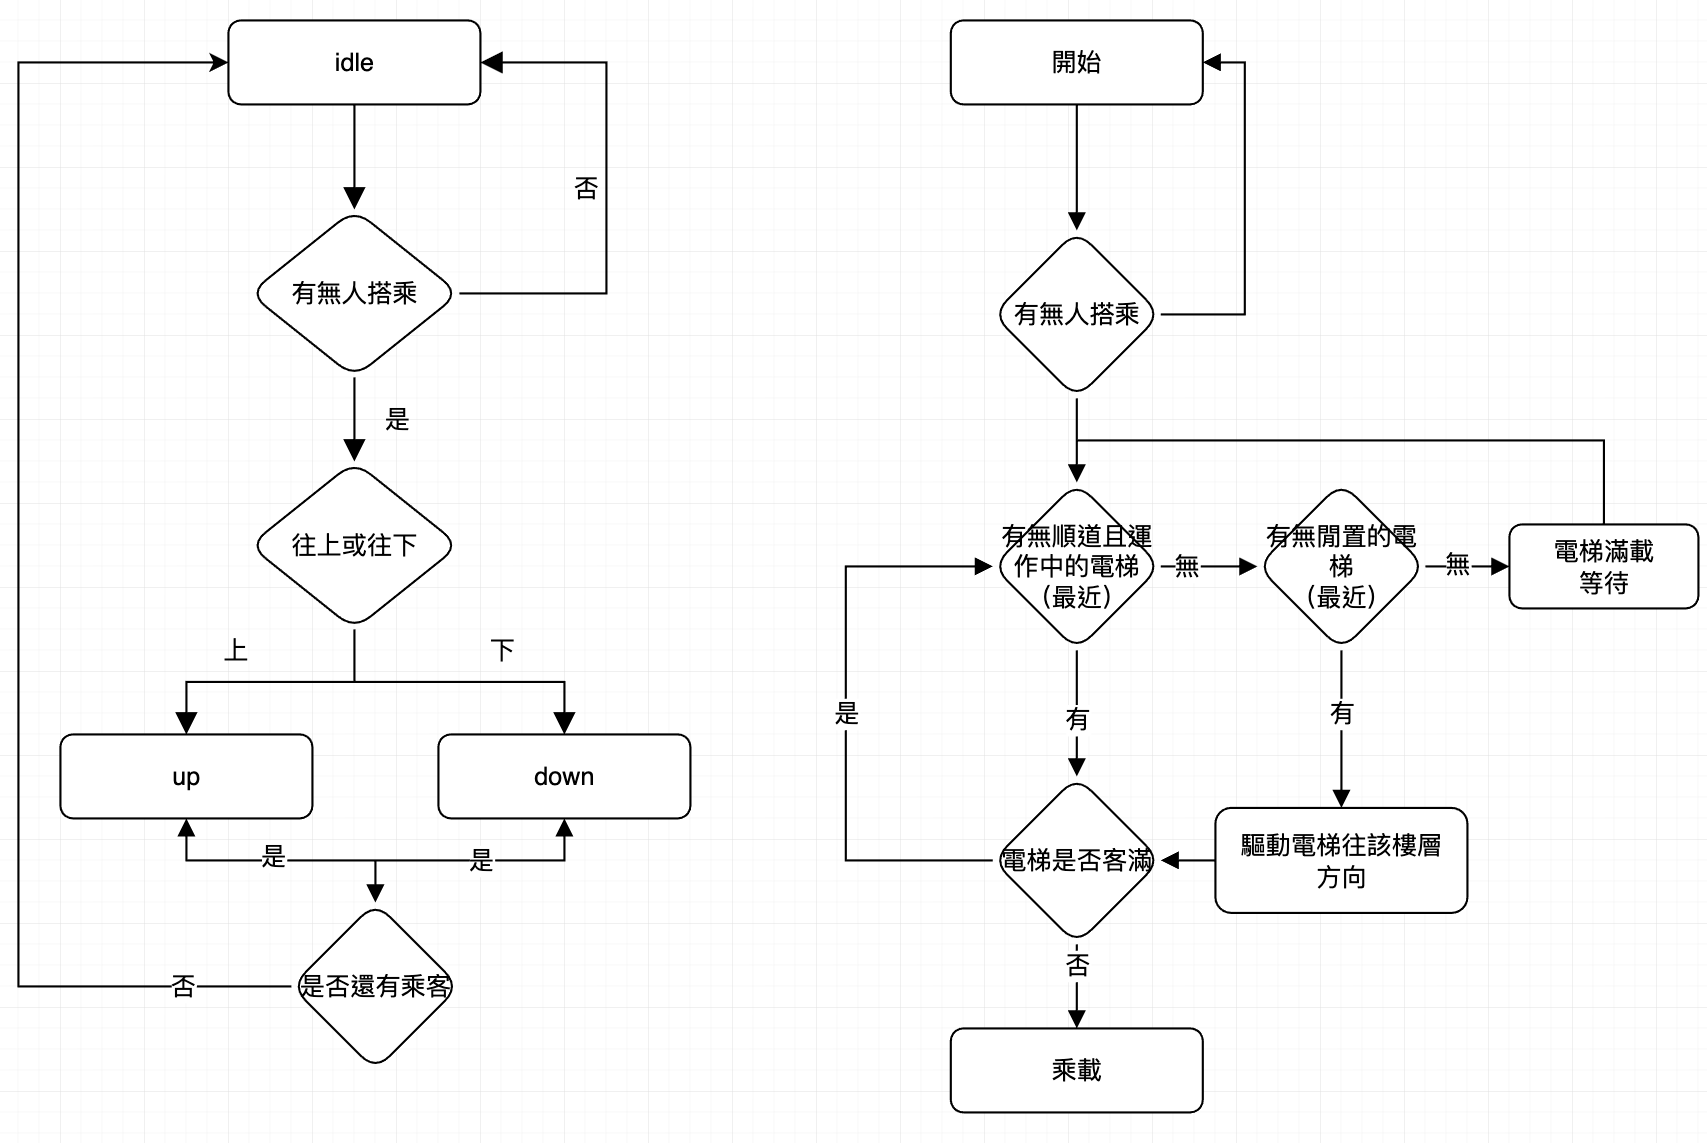 idle
否
有無人搭乘
是
往上或往下
上
下
up
down
是
是
是否還有乘客
否
開始
有無人搭乘
有無順道且運
作中的電梯
（最近）
無
有無閒置的電
梯
（最近）
無
電梯滿載
等待
是
有
有
電梯是否客滿
驅動電梯往該樓層
方向
否
乘載